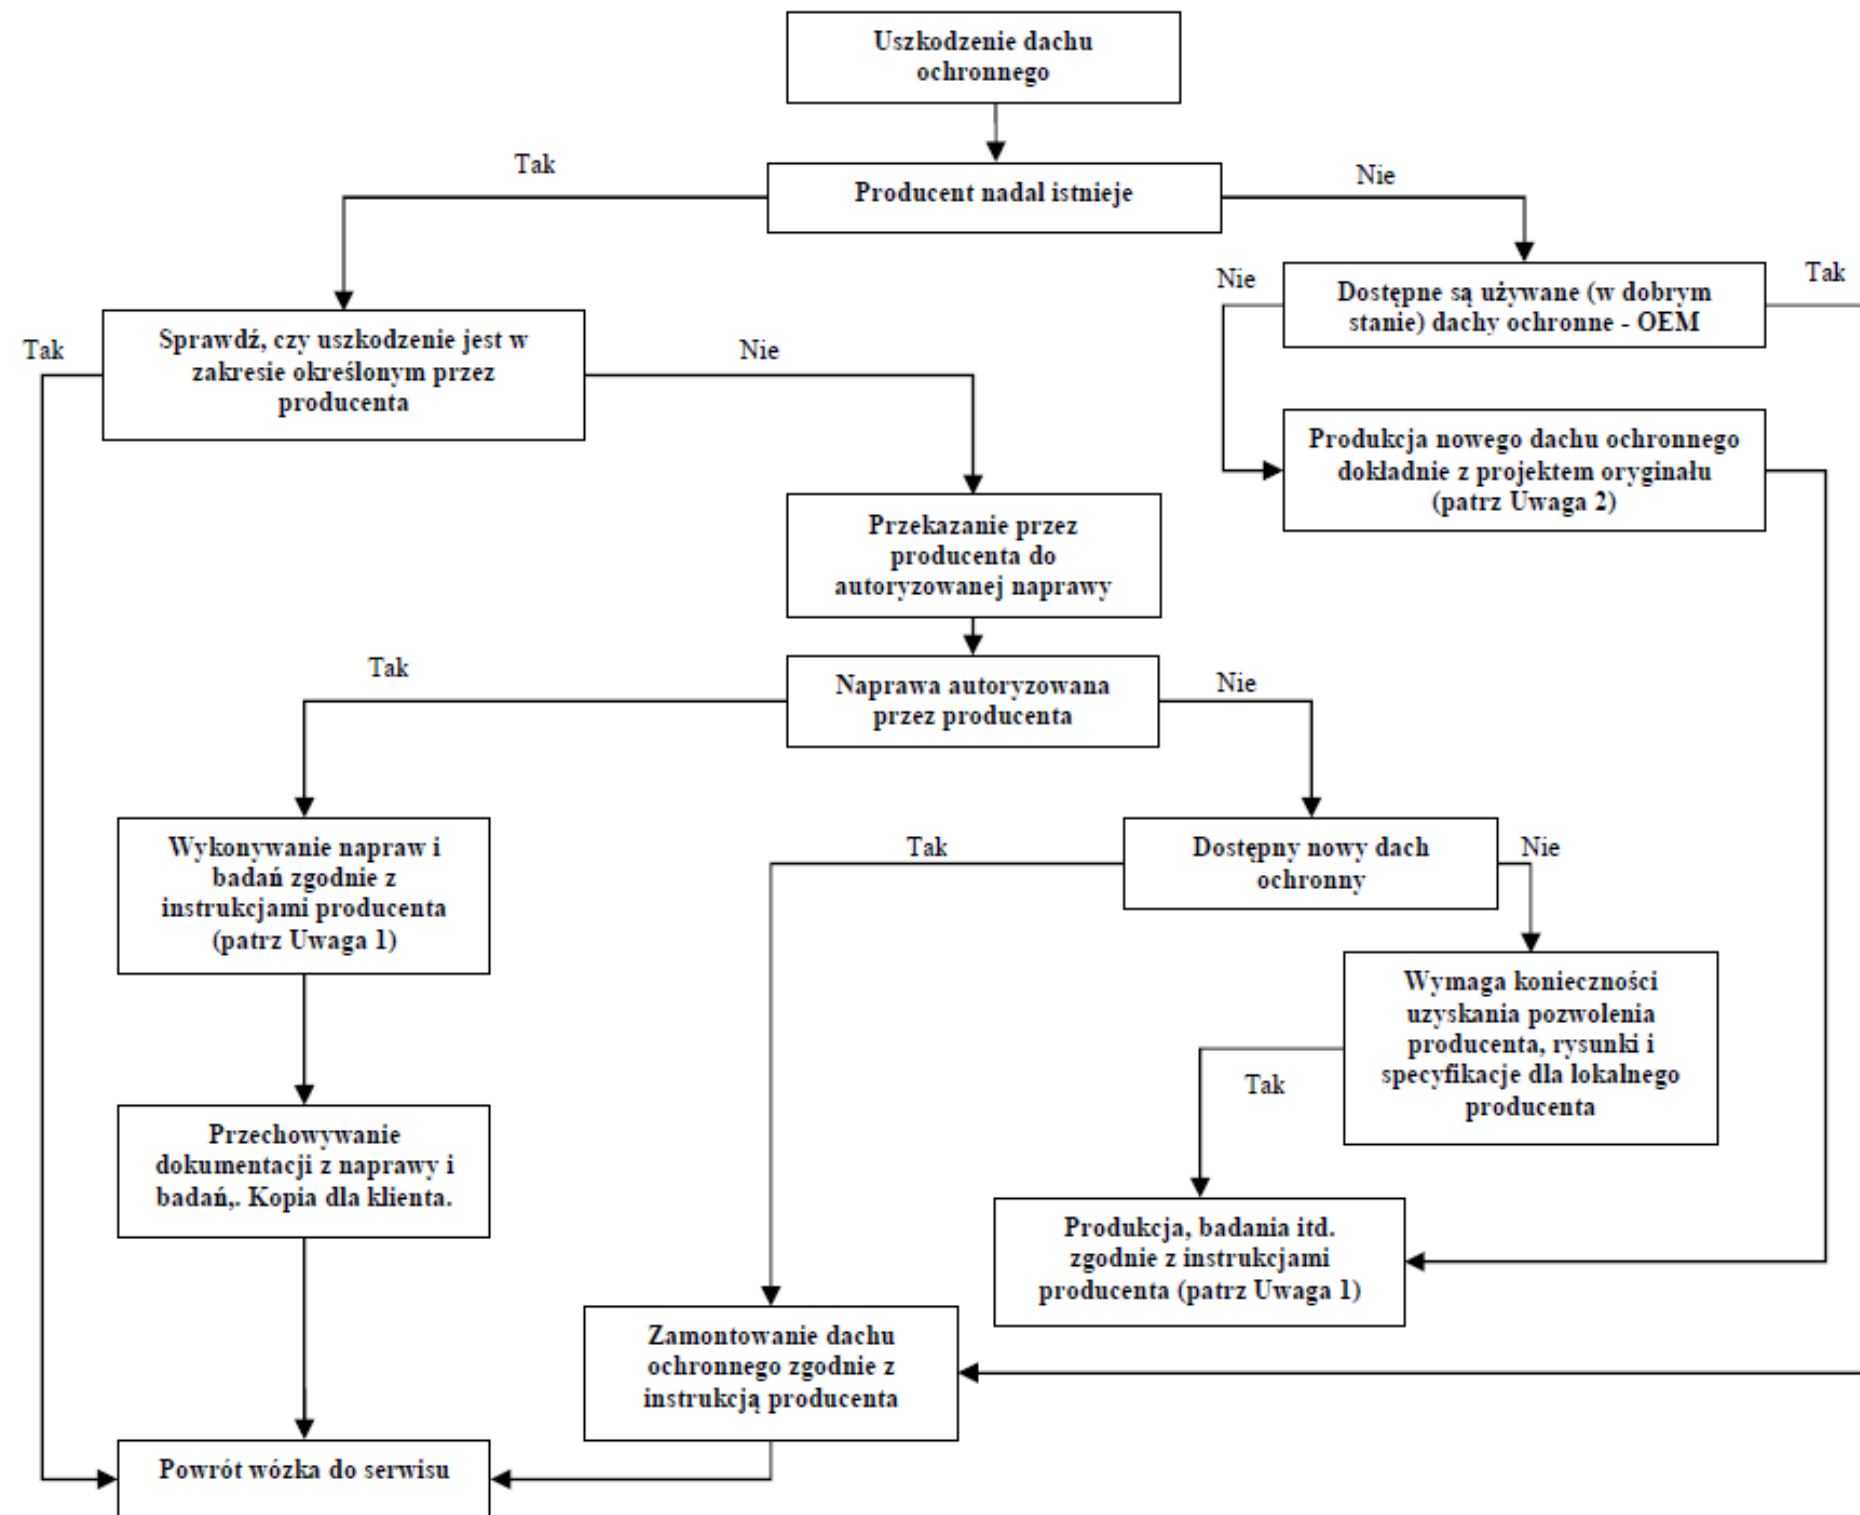 Uszkodzenie dachu
ochronnego
Tak
Producent nadal istnieje
Nie
Nie
Dostępne są używane (w dobrym
stanie) dachy ochronne - OEM
Tak
Tak
Sprawdź, czy uszkodzenie jest w
zakresie określonym przez
producenta
Nie
Produkcja nowego dachu ochronnego
dokładnie z projektem oryginału
(patrz Uwaga 2)
Przekazanie przez
producenta do
autoryzowanej naprawy
Tak
Naprawa autoryzowana
przez producenta
Nie
Wykonywanie napraw i
badań zgodnie z
instrukcjami producenta
(patrz Uwaga 1)
Tak
Dostępny nowy dach
ochronny
Nie
Wymaga konieczności
uzyskania pozwolenia
producenta, rysunki i
specyfikacje dla lokalnego
producenta
Tak
Przechowywanie
dokumentacji z naprawy i
badań,. Kopia dla klienta.
Produkcja, badania itd.
zgodnie z instrukcjami
producenta (patrz Uwaga 1)
Zamontowanie dachu
ochronnego zgodnie z
instrukcją producenta
Powrót wózka do serwisu